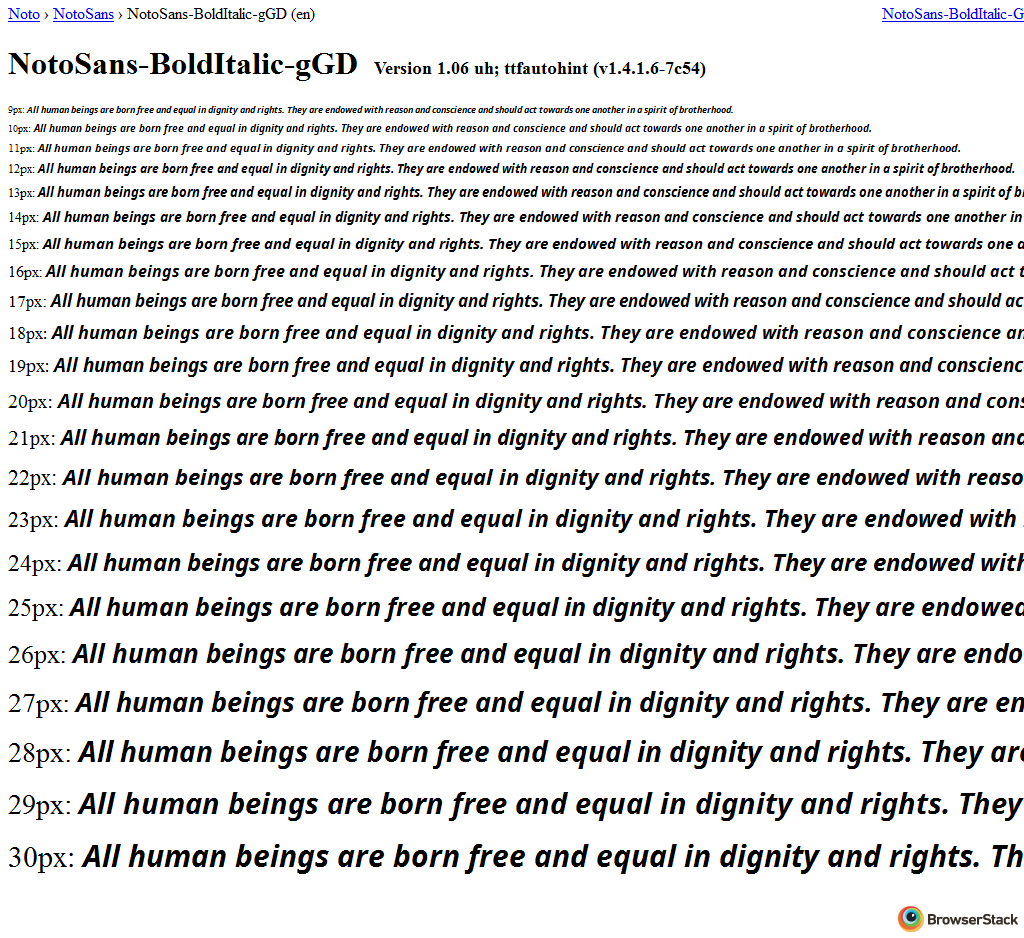 Noto › NotoSans › NotoSans-BoldItalic-gGD (en) NotoSans-BoldItalic-G
NotoSans-BoldItalic-gGD Version 1.06 uh; ttfautohint (v1.4.1.6-7c54)
9px: All human beings are born free and equal in dignity and rights. They are endowed with reason and conscience and should act towards one another in a spirit of brotherhood.
10px: All human beings are born free and equal in dignity and rights. They are endowed with reason and conscience and should act towards one another in a spirit of brotherhood.
11px: All human beings are born free and equal in dignity and rights. They are endowed with reason and conscience and should act towards one another in a spirit of brotherhood.
12px: All human beings are born free and equal in dignity and rights. They are endowed with reason and conscience and should act towards one another in a spirit of brotherhood.
13px: All human beings are born free and equal in dignity and rights. They are endowed with reason and conscience and should act towards one another in a spirit of
14px: All human beings are born free and equal in dignity and rights. They are endowed with reason and conscience and should act towards one another in
15px: All human beings are born free and equal in dignity and rights. They are endowed with reason and conscience and should act towards one
16px: All human beings are born free and equal in dignity and rights. They are endowed with reason and conscience and should act
17px: All human beings are born free and equal in dignity and rights. They are endowed with reason and conscience and should ac
18px: All human beings are born free and equal in dignity and rights. They are endowed with reason and conscience an
19px: All human beings are born free and equal in dignity and rights. They are endowed with reason and conscienc
20px: All human beings are born free and equal in dignity and rights. They are endowed with reason and cons
21px: All human beings are born free and equal in dignity and rights. They are endowed with reason and
22px: All human beings are born free and equal in dignity and rights. They are endowed with reaso
23px: All human beings are born free and equal in dignity and rights. They are endowed with
24px: All human beings are born free and equal in dignity and rights. They are endowed with
25px: All human beings are born free and equal in dignity and rights. They are endowed
26px: All human beings are born free and equal in dignity and rights. They are endo
27px: All human beings are born free and equal in dignity and rights. They are en
28px: All human beings are born free and equal in dignity and rights. They are
29px: All human beings are born free and equal in dignity and rights. They
30px: All human beings are born free and equal in dignity and rights. Th
BrowserStack